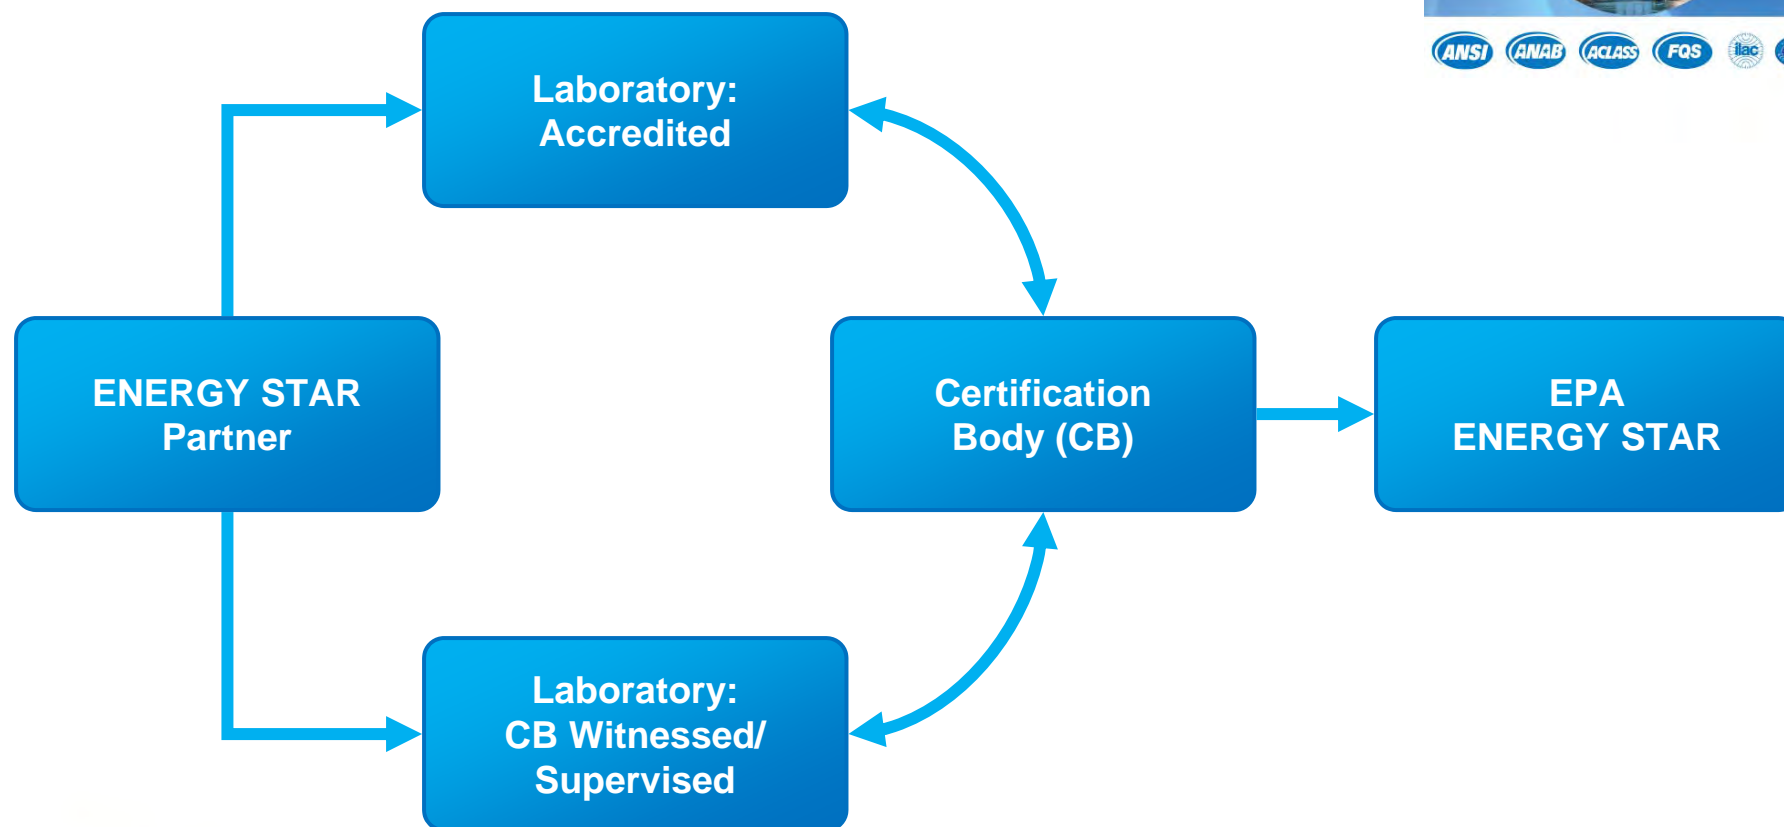 ANSI ANAB ACLASS FQS ilac
Laboratory:
Accredited
ENERGY STAR
Partner
Certification
Body (CB)
EPA
ENERGY STAR
Laboratory:
CB Witnessed/
Supervised